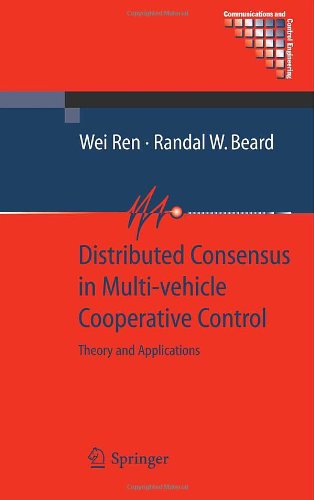 Communications and
Control Engineering
Wei Ren · Randal W. Beard
Distributed Consensus
in Multi-vehicle
Cooperative Control
Theory and Applications
Springer